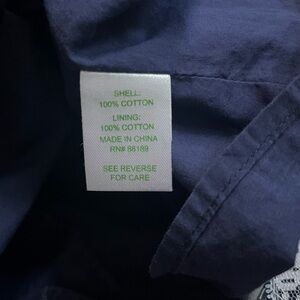 SHELL:
100% COTTON
LINING:
100% COTTON
MADE IN CHINA
RN# 88189
SEE REVERSE
FOR CARE